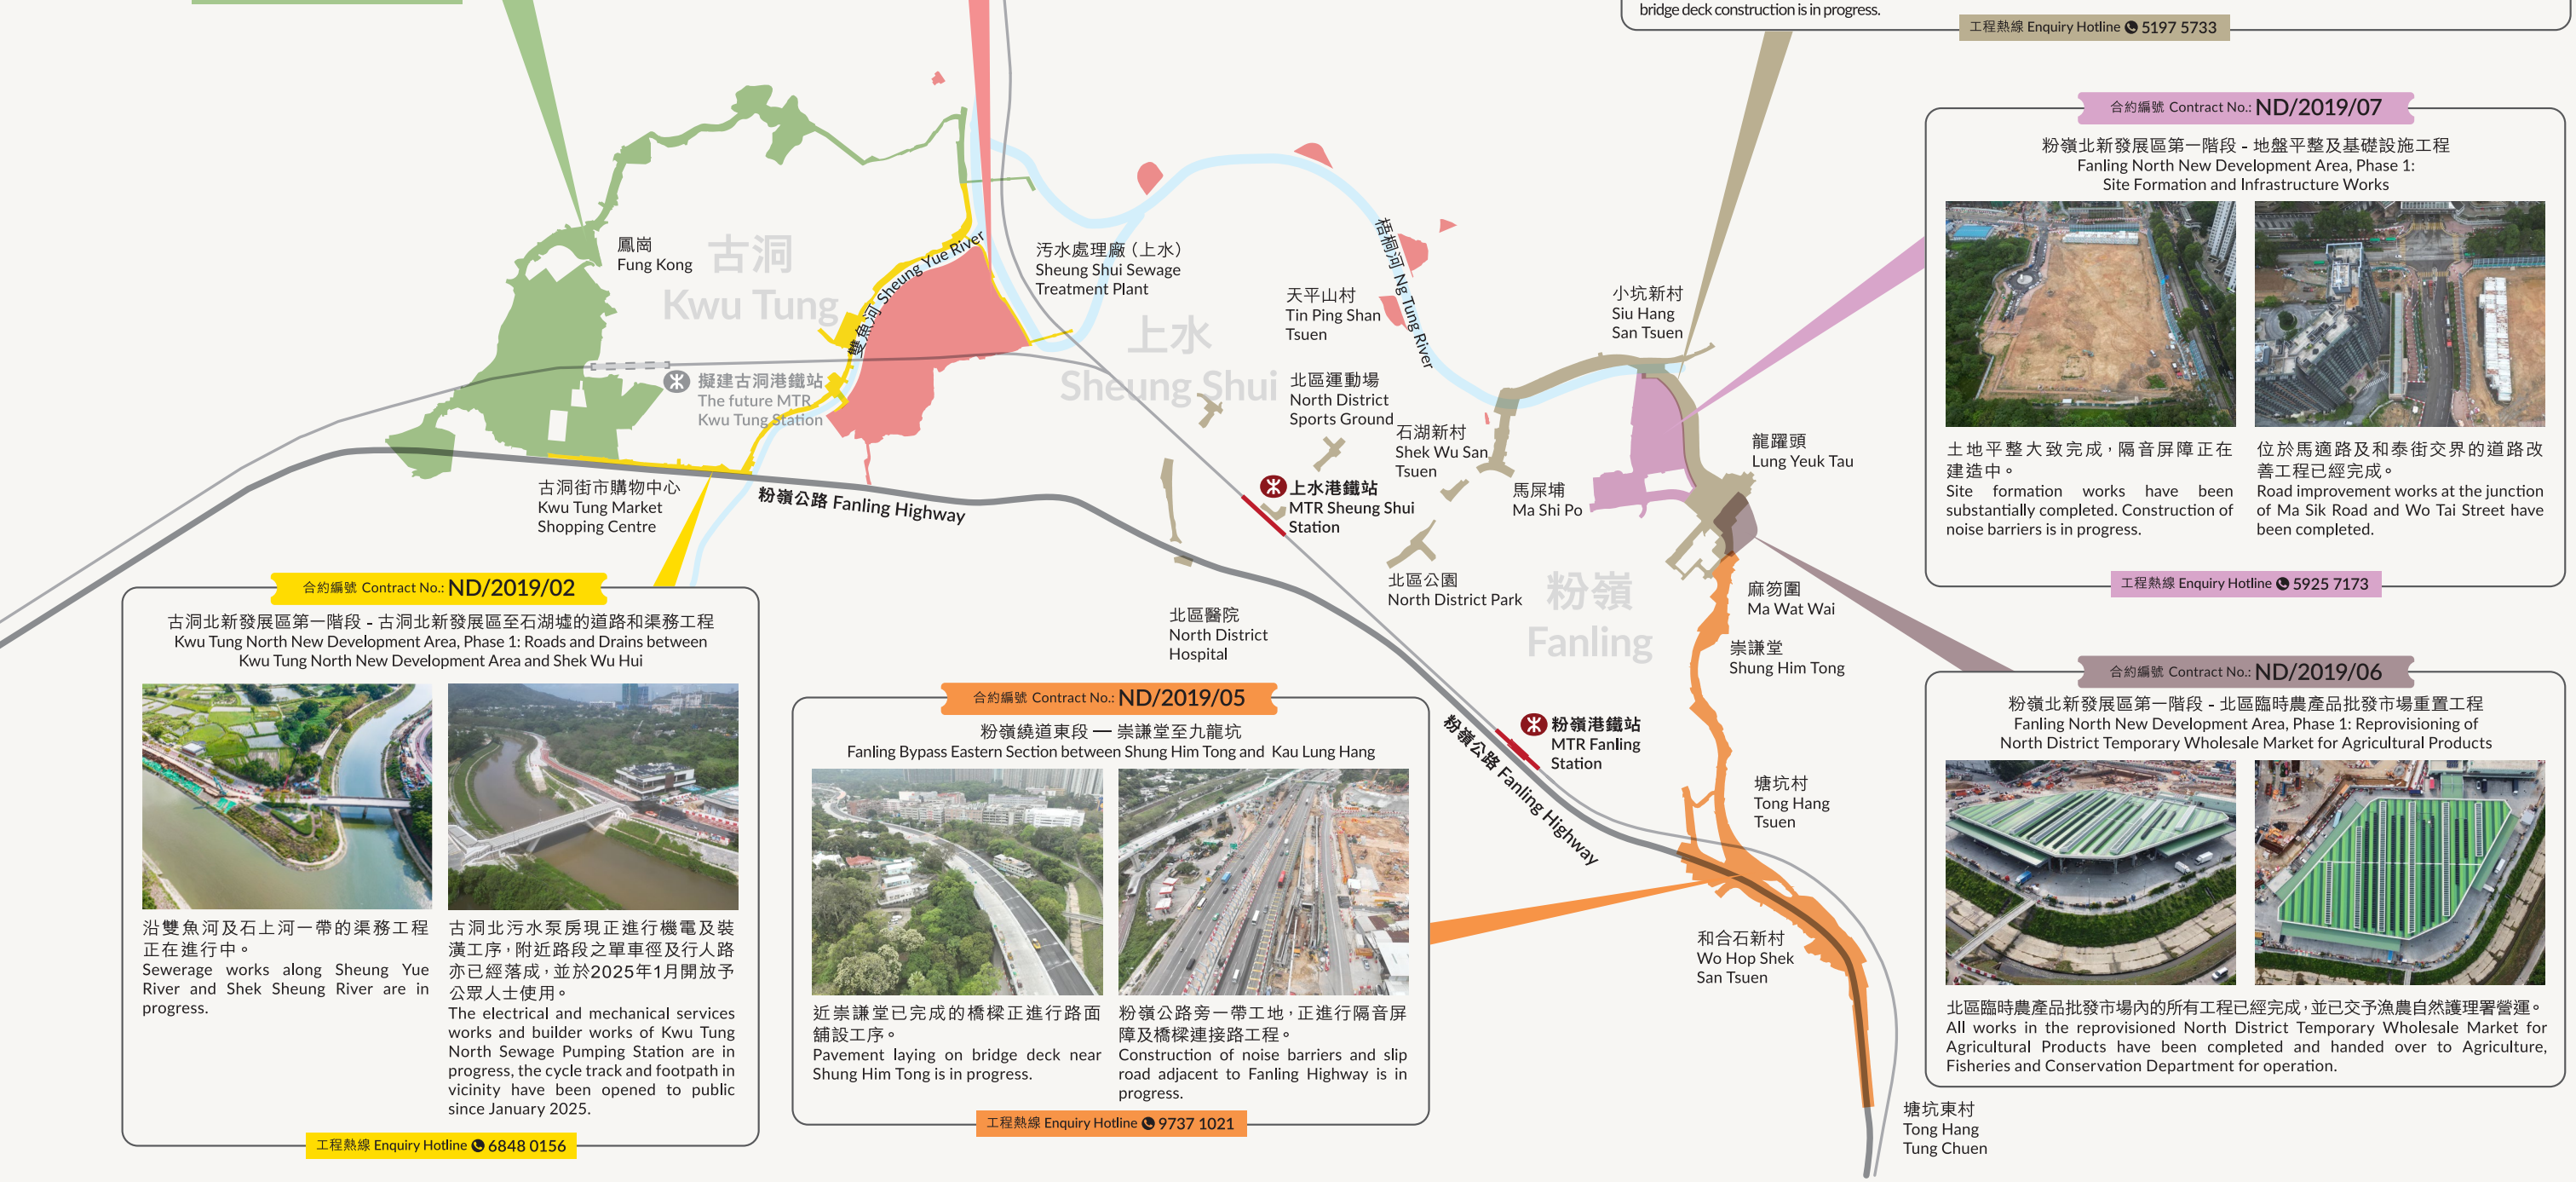 bridge deck construction is in progress.
工程熱線 Enquiry Hotline 5197 5733
鳳崗
Fung Kong
古洞
Kwu Tung
雙魚河 Sheung Yue River
污水處理廠（上水）
Sheung Shui Sewage
Treatment Plant
上水
Sheung Shui
擬建古洞港鐵站
The future MTR
Kwu Tung Station
古洞街市購物中心
Kwu Tung Market
Shopping Centre
粉嶺公路 Fanling Highway
天平山村
Tin Ping Shan
Tsuen
梧桐河 Ng Tung River
北區運動場
North District
Sports Ground
石湖新村
Shek Wu San
Tsuen
上水港鐵站
MTR Sheung Shui
Station
小坑新村
Siu Hang
San Tsuen
馬屎埔
Ma Shi Po
龍躍頭
Lung Yeuk Tau
北區公園
North District Park
北區醫院
North District
Hospital
粉嶺
Fanling
麻笏圍
Ma Wat Wai
崇謙堂
Shung Him Tong
粉嶺港鐵站
MTR Fanling
Station
粉嶺公路 Fanling Highway
塘坑村
Tong Hang
Tsuen
和合石新村
Wo Hop Shek
San Tsuen
塘坑東村
Tong Hang
Tung Chuen
合約編號 Contract No.: ND/2019/02
古洞北新發展區第一階段 - 古洞北新發展區至石湖墟的道路和渠務工程
Kwu Tung North New Development Area, Phase 1: Roads and Drains between
Kwu Tung North New Development Area and Shek Wu Hui
沿雙魚河及石上河一帶的渠務工程
正在進行中。
Sewerage works along Sheung Yue
River and Shek Sheung River are in
progress.
古洞北污水泵房現正進行機電及裝
潢工序，附近路段之單車徑及行人路
亦已經落成，並於2025年1月開放予
公眾人士使用。
The electrical and mechanical services
works and builder works of Kwu Tung
North Sewage Pumping Station are in
progress, the cycle track and footpath in
vicinity have been opened to public
since January 2025.
工程熱線 Enquiry Hotline 6848 0156
合約編號 Contract No.: ND/2019/05
粉嶺繞道東段 — 崇謙堂至九龍坑
Fanling Bypass Eastern Section between Shung Him Tong and Kau Lung Hang
近崇謙堂已完成的橋樑正進行路面
舖設工序。
Pavement laying on bridge deck near
Shung Him Tong is in progress.
粉嶺公路旁一帶工地，正進行隔音屏
障及橋樑連接路工程。
Construction of noise barriers and slip
road adjacent to Fanling Highway is in
progress.
工程熱線 Enquiry Hotline 9737 1021
合約編號 Contract No.: ND/2019/07
粉嶺北新發展區第一階段 - 地盤平整及基礎設施工程
Fanling North New Development Area, Phase 1:
Site Formation and Infrastructure Works
土地平整大致完成，隔音屏障正在
建造中。
Site formation works have been
substantially completed. Construction of
noise barriers is in progress.
位於馬適路及和泰街交界的道路改
善工程已經完成。
Road improvement works at the junction
of Ma Sik Road and Wo Tai Street have
been completed.
工程熱線 Enquiry Hotline 5925 7173
合約編號 Contract No.: ND/2019/06
粉嶺北新發展區第一階段 - 北區臨時農產品批發市場重置工程
Fanling North New Development Area, Phase 1: Reprovisioning of
North District Temporary Wholesale Market for Agricultural Products
北區臨時農產品批發市場內的所有工程已經完成，並已交予漁農自然護理署營運。
All works in the reprovisioned North District Temporary Wholesale Market for
Agricultural Products have been completed and handed over to Agriculture,
Fisheries and Conservation Department for operation.